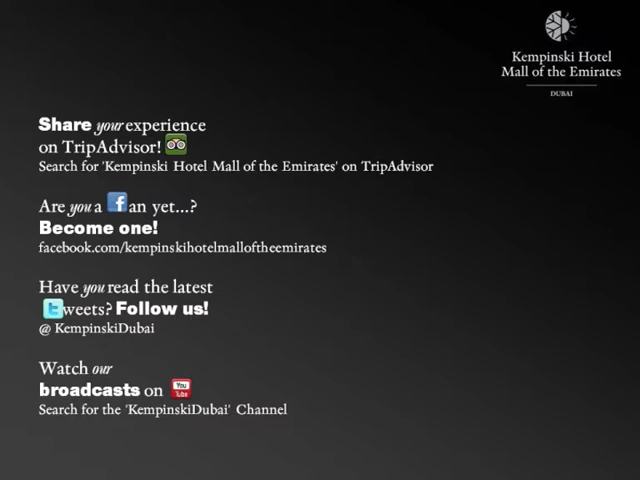 Kempinski Hotel
Mall of the Emirates
DUBAI
Share your experience
on TripAdvisor!
Search for 'Kempinski Hotel Mall of the Emirates' on TripAdvisor
Are you a f an yet...?
Become one!
facebook.com/kempinskihotelmalloftheemirates
Have you read the latest
t weets? Follow us!
@ KempinskiDubai
Watch our
broadcasts on You Tube
Search for the 'KempinskiDubai' Channel